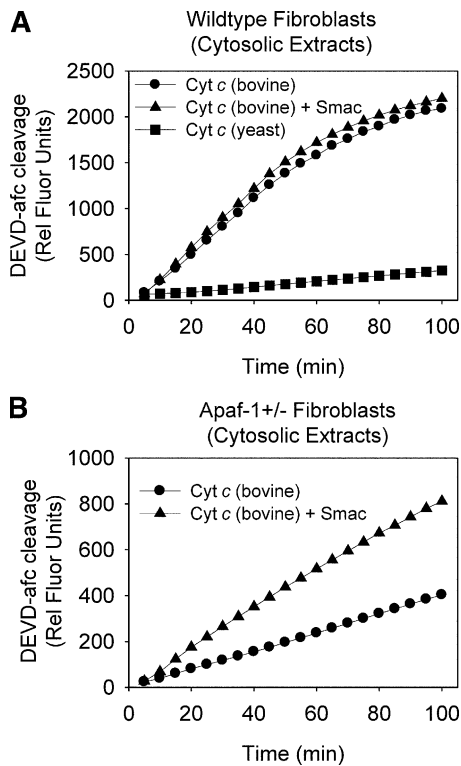 A
Wildtype Fibroblasts
(Cytosolic Extracts)
DEVD-afc cleavage
(Rel Fluor Units)
2500
2000
1500
1000
500
0
Cyt c (bovine)
Cyt c (bovine) + Smac
Cyt c (yeast)
0 20 40 60 80 100
Time (min)
B
Apaf-1+/- Fibroblasts
(Cytosolic Extracts)
DEVD-afc cleavage
(Rel Fluor Units)
1000
800
600
400
200
0
Cyt c (bovine)
Cyt c (bovine) + Smac
0 20 40 60 80 100
Time (min)